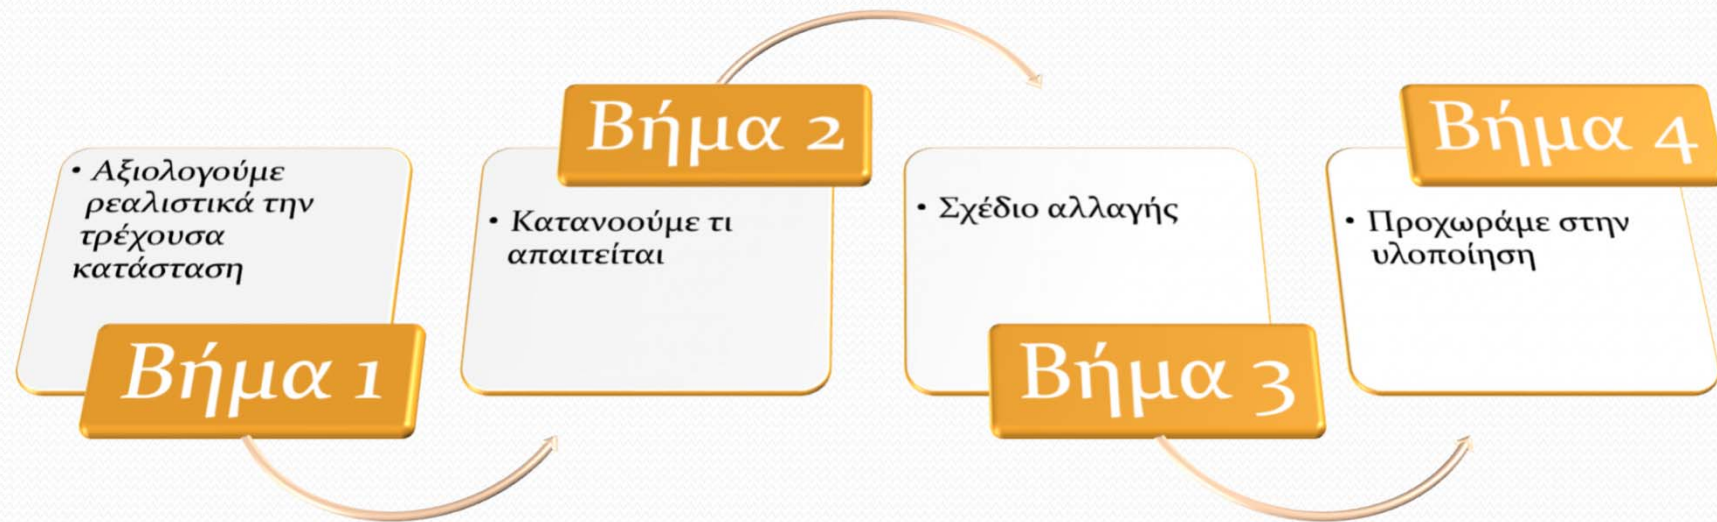 • Αξιολογούμε
ρεαλιστικά την
τρέχουσα
κατάσταση
Βήμα 1
Βήμα 2
• Κατανοούμε τι
απαιτείται
• Σχέδιο αλλαγής
Βήμα 3
Βήμα 4
• Προχωράμε στην
υλοποίηση